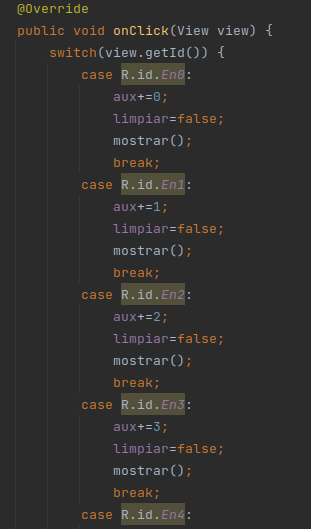 @Override
public void onClick(View view) {
switch(view.getId()) {
case R.id.En0:
aux+=0;
limpiar=false;
mostrar();
break;
case R.id.En1:
aux+=1;
limpiar=false;
mostrar();
break;
case R.id.En2:
aux+=2;
limpiar=false;
mostrar();
break;
case R.id.En3:
aux+=3;
limpiar=false;
mostrar();
break;
case R.id.En4: